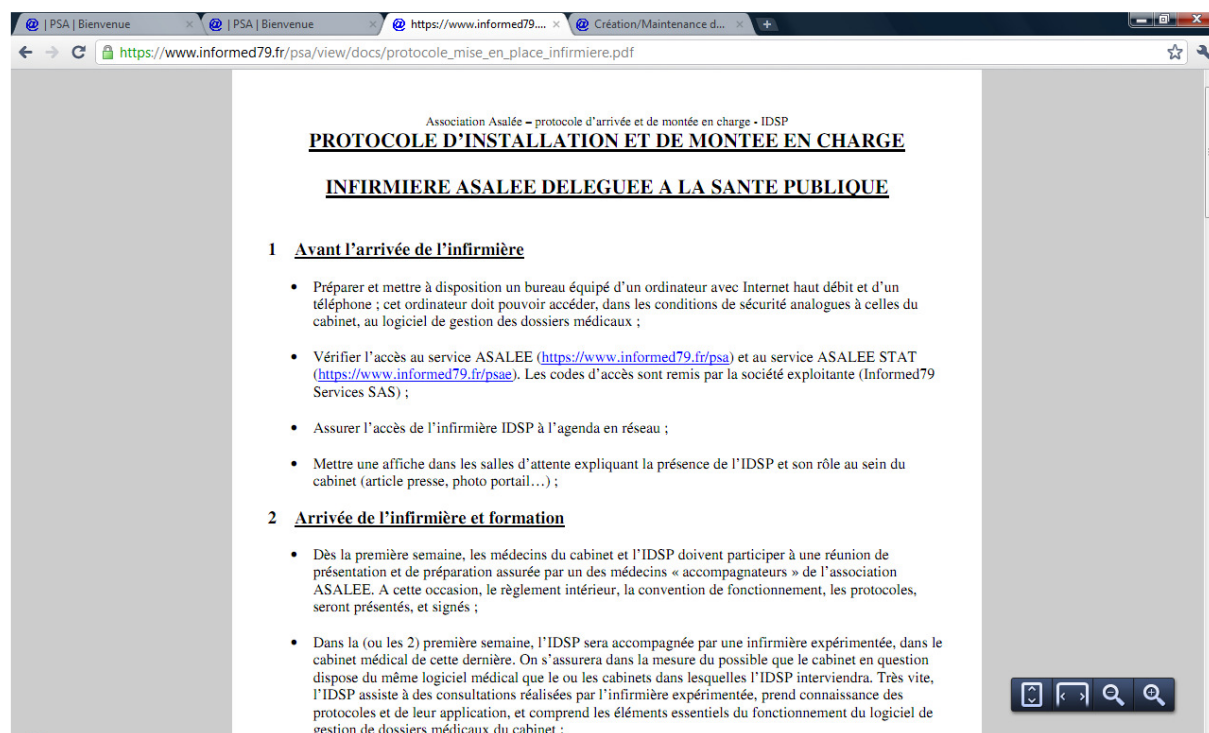 @ | PSA | Bienvenue
@ | PSA | Bienvenue
@ https://www.informed79....
@ Création/Maintenance d...
https://www.informed79.fr/psa/view/docs/protocole_mise_en_place_infirmiere.pdf
Association Asalée – protocole d'arrivée et de montée en charge - IDSP
PROTOCOLE D'INSTALLATION ET DE MONTEE EN CHARGE
INFIRMIERE ASALEE DELEGUEE A LA SANTE PUBLIQUE
1 Avant l'arrivée de l'infirmière
• Préparer et mettre à disposition un bureau équipé d'un ordinateur avec Internet haut débit et d'un
téléphone ; cet ordinateur doit pouvoir accéder, dans les conditions de sécurité analogues à celles du
cabinet, au logiciel de gestion des dossiers médicaux ;
• Vérifier l'accès au service ASALEE (https://www.informed79.fr/psa) et au service ASALEE STAT
(https://www.informed79.fr/psae). Les codes d'accès sont remis par la société exploitante (Informed79
Services SAS) ;
• Assurer l'accès de l'infirmière IDSP à l'agenda en réseau ;
• Mettre une affiche dans les salles d'attente expliquant la présence de l'IDSP et son rôle au sein du
cabinet (article presse, photo portail…) ;
2 Arrivée de l'infirmière et formation
• Dès la première semaine, les médecins du cabinet et l'IDSP doivent participer à une réunion de
présentation et de préparation assurée par un des médecins « accompagnateurs » de l'association
ASALEE. A cette occasion, le règlement intérieur, la convention de fonctionnement, les protocoles,
seront présentés, et signés ;
• Dans la (ou les 2) première semaine, l'IDSP sera accompagnée par une infirmière expérimentée, dans le
cabinet médical de cette dernière. On s'assurera dans la mesure du possible que le cabinet en question
dispose du même logiciel médical que le ou les cabinets dans lesquelles l'IDSP interviendra. Très vite,
l'IDSP assiste à des consultations réalisées par l'infirmière expérimentée, prend connaissance des
protocoles et de leur application, et comprend les éléments essentiels du fonctionnement du logiciel de
gestion de dossiers médicaux du cabinet ;